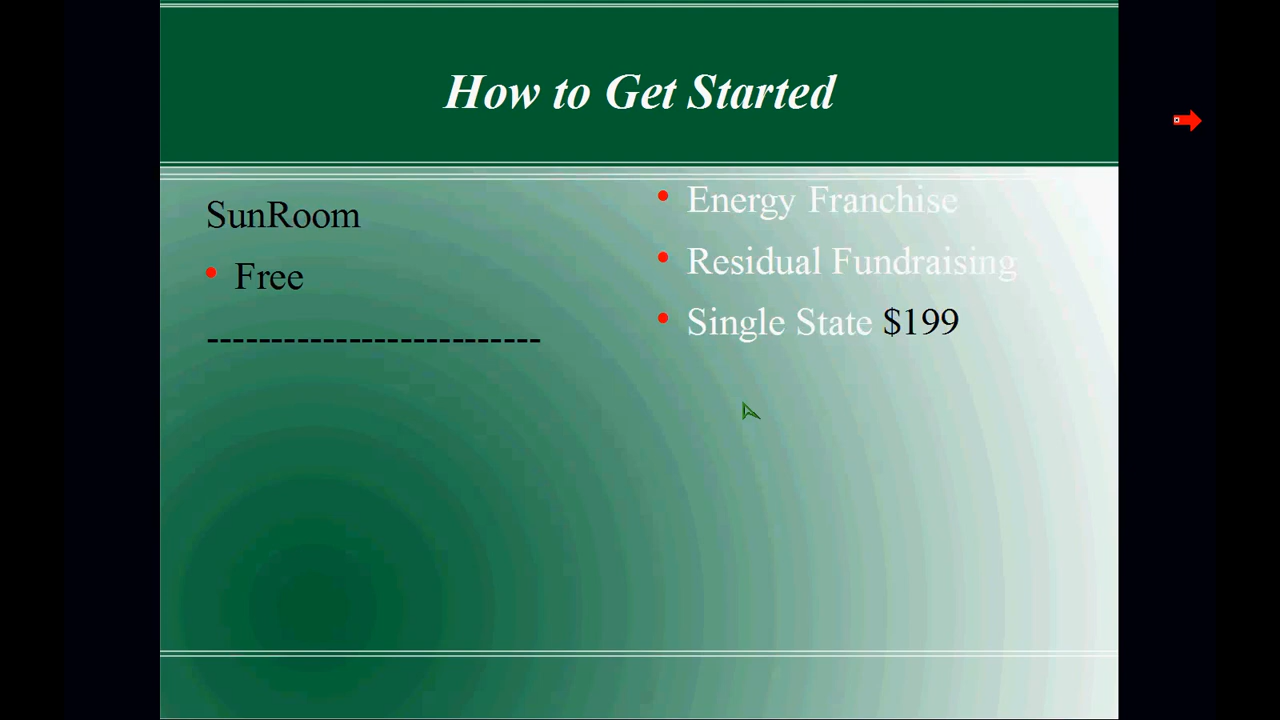 How to Get Started
SunRoom
Free
--------------------------
Energy Franchise
Residual Fundraising
Single State $199